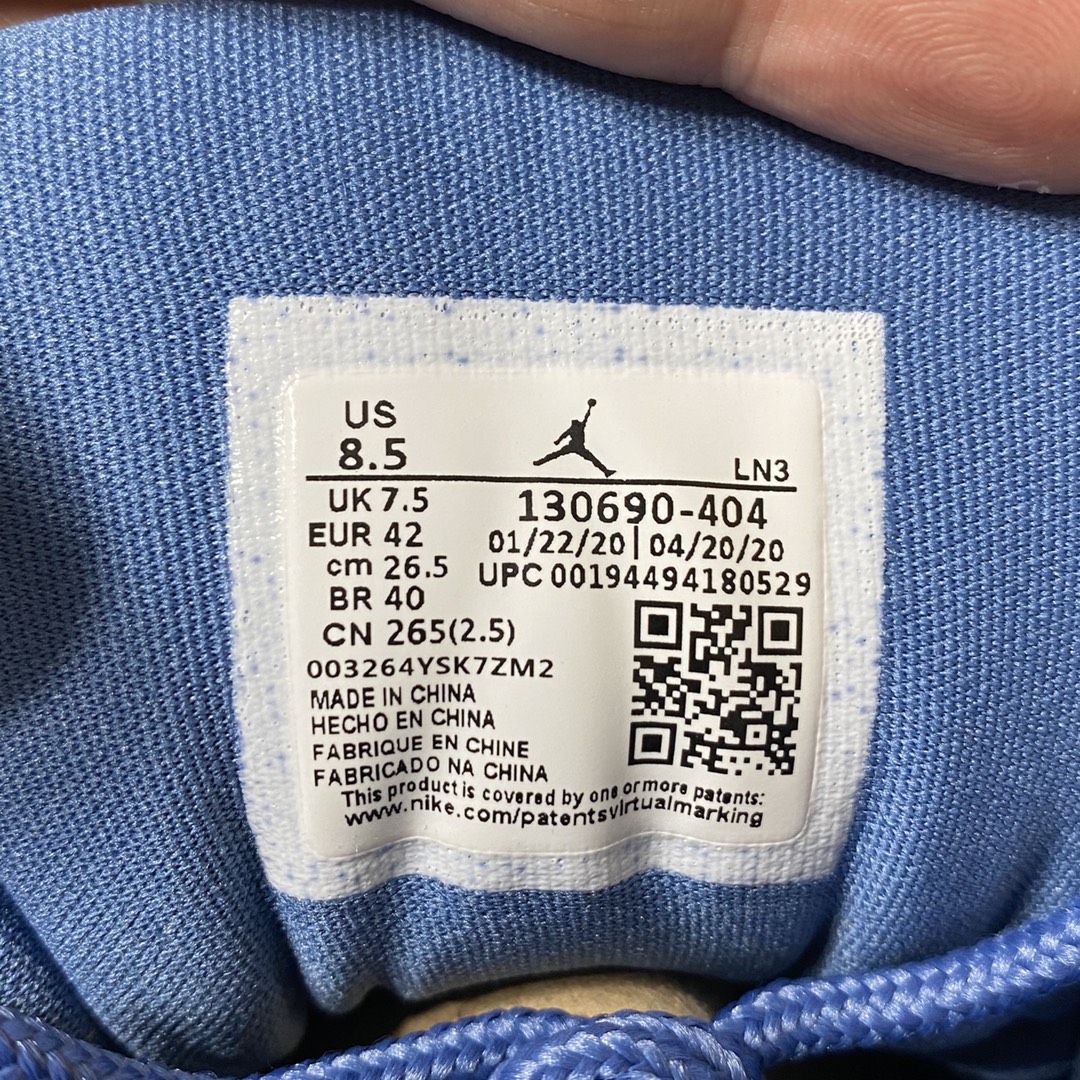 US
8.5
LN3
UK 7.5
130690-404
EUR 42
01/22/20 | 04/20/20
cm 26.5
UPC 00194494180529
BR 40
CN 265(2.5)
003264YSK7ZM2
MADE IN CHINA
HECHO EN CHINA
FABRIQUE EN CHINE
FABRICADO NA CHINA
This product is covered by one or more patents:
www.nike.com/patentsvirtualmarking